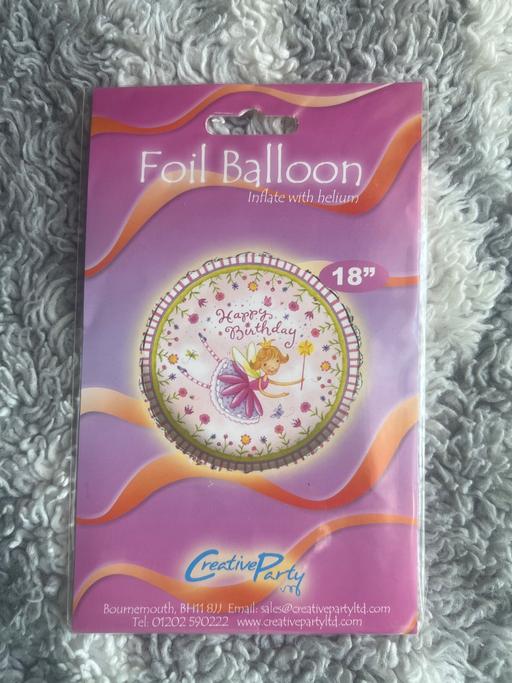 Foil Balloon
Inflate with helium
18”
Happy
Birthday
CreativeParty
Bournemouth, BH11 8JJ Email: sales@creativepartyltd.com
Tel: 01202 590222 www.creativepartyltd.com